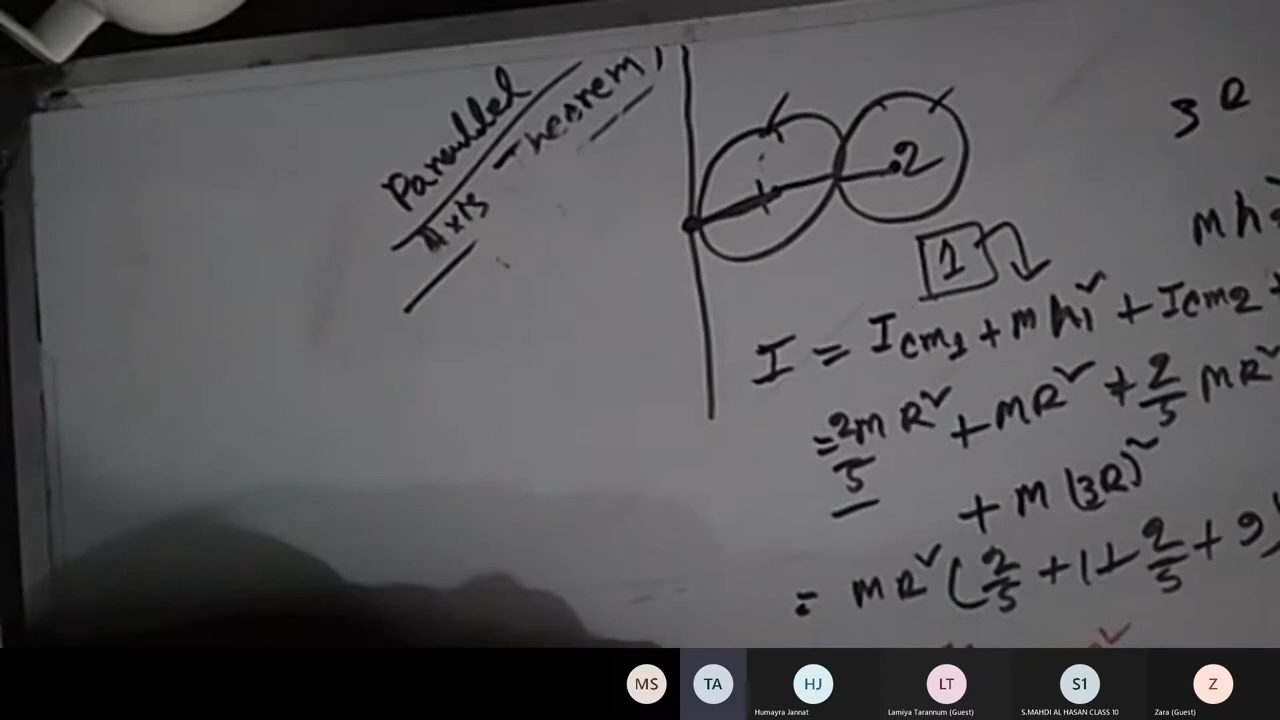 Parallel
Axis Theorem,
2
3R
1
mh²
I = Icm₁ + mh₁² + Icm2 +
= 2/5 mR² + mR² + 2/5 mR²
+ m(3R)²
= mR² (2/5 + 1 + 2/5 + 9)
MS
TA
HJ
LT
S1
Z
Humayra Jannat
Lamiya Tarannum (Guest)
S.MAHDI AL HASAN CLASS 10
Zara (Guest)